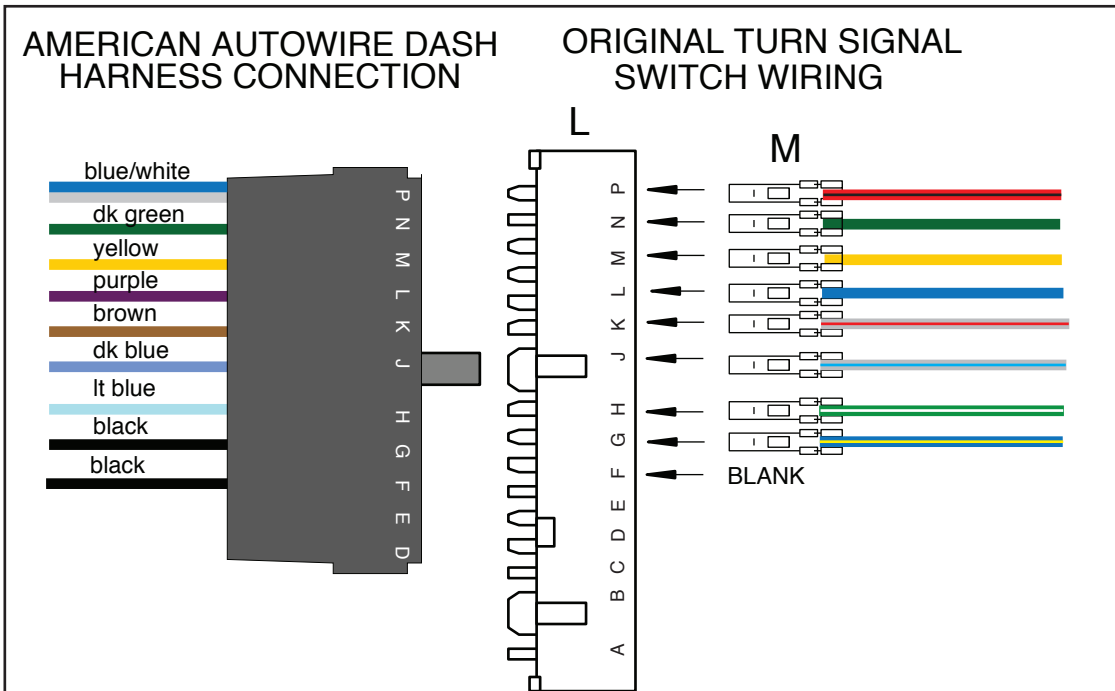 AMERICAN AUTOWIRE DASH
HARNESS CONNECTION
ORIGINAL TURN SIGNAL
SWITCH WIRING
L
M
blue/white
dk green
yellow
purple
brown
dk blue
lt blue
black
black
P
N
M
L
K
J
H
G
F
E
D
P
N
M
L
K
J
H
G
F
E
D
C
B
A
BLANK